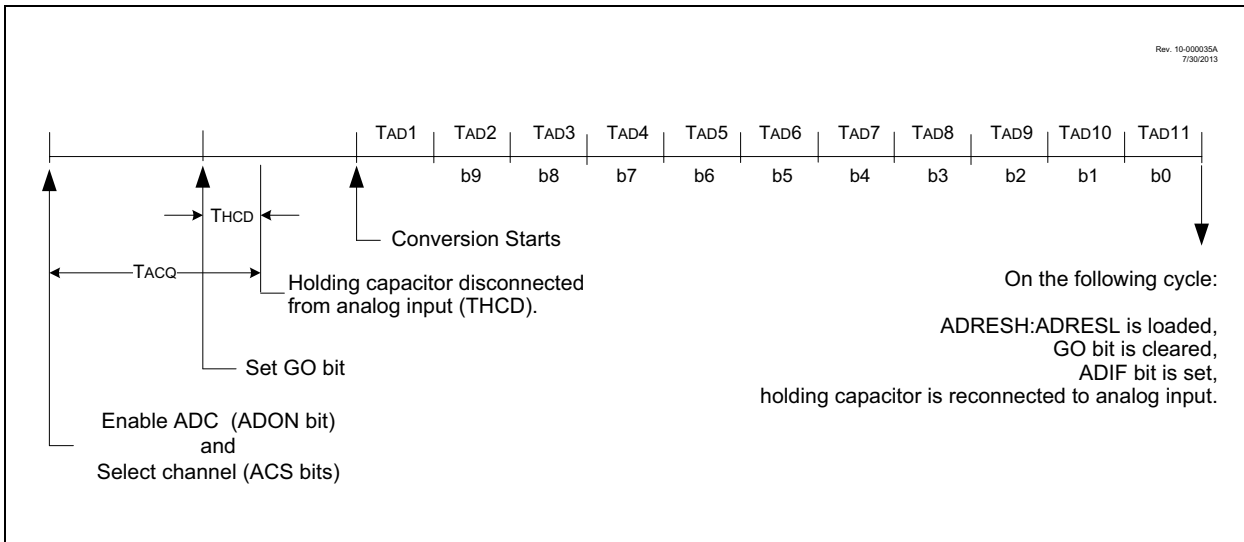 Rev. 10-000035A
7/30/2013
TAD1 TAD2 TAD3 TAD4 TAD5 TAD6 TAD7 TAD8 TAD9 TAD10 TAD11
b9 b8 b7 b6 b5 b4 b3 b2 b1 b0
THCD
Conversion Starts
TACQ
Holding capacitor disconnected
from analog input (THCD).
On the following cycle:
ADRESH:ADRESL is loaded,
GO bit is cleared,
ADIF bit is set,
holding capacitor is reconnected to analog input.
Set GO bit
Enable ADC (ADON bit)
and
Select channel (ACS bits)